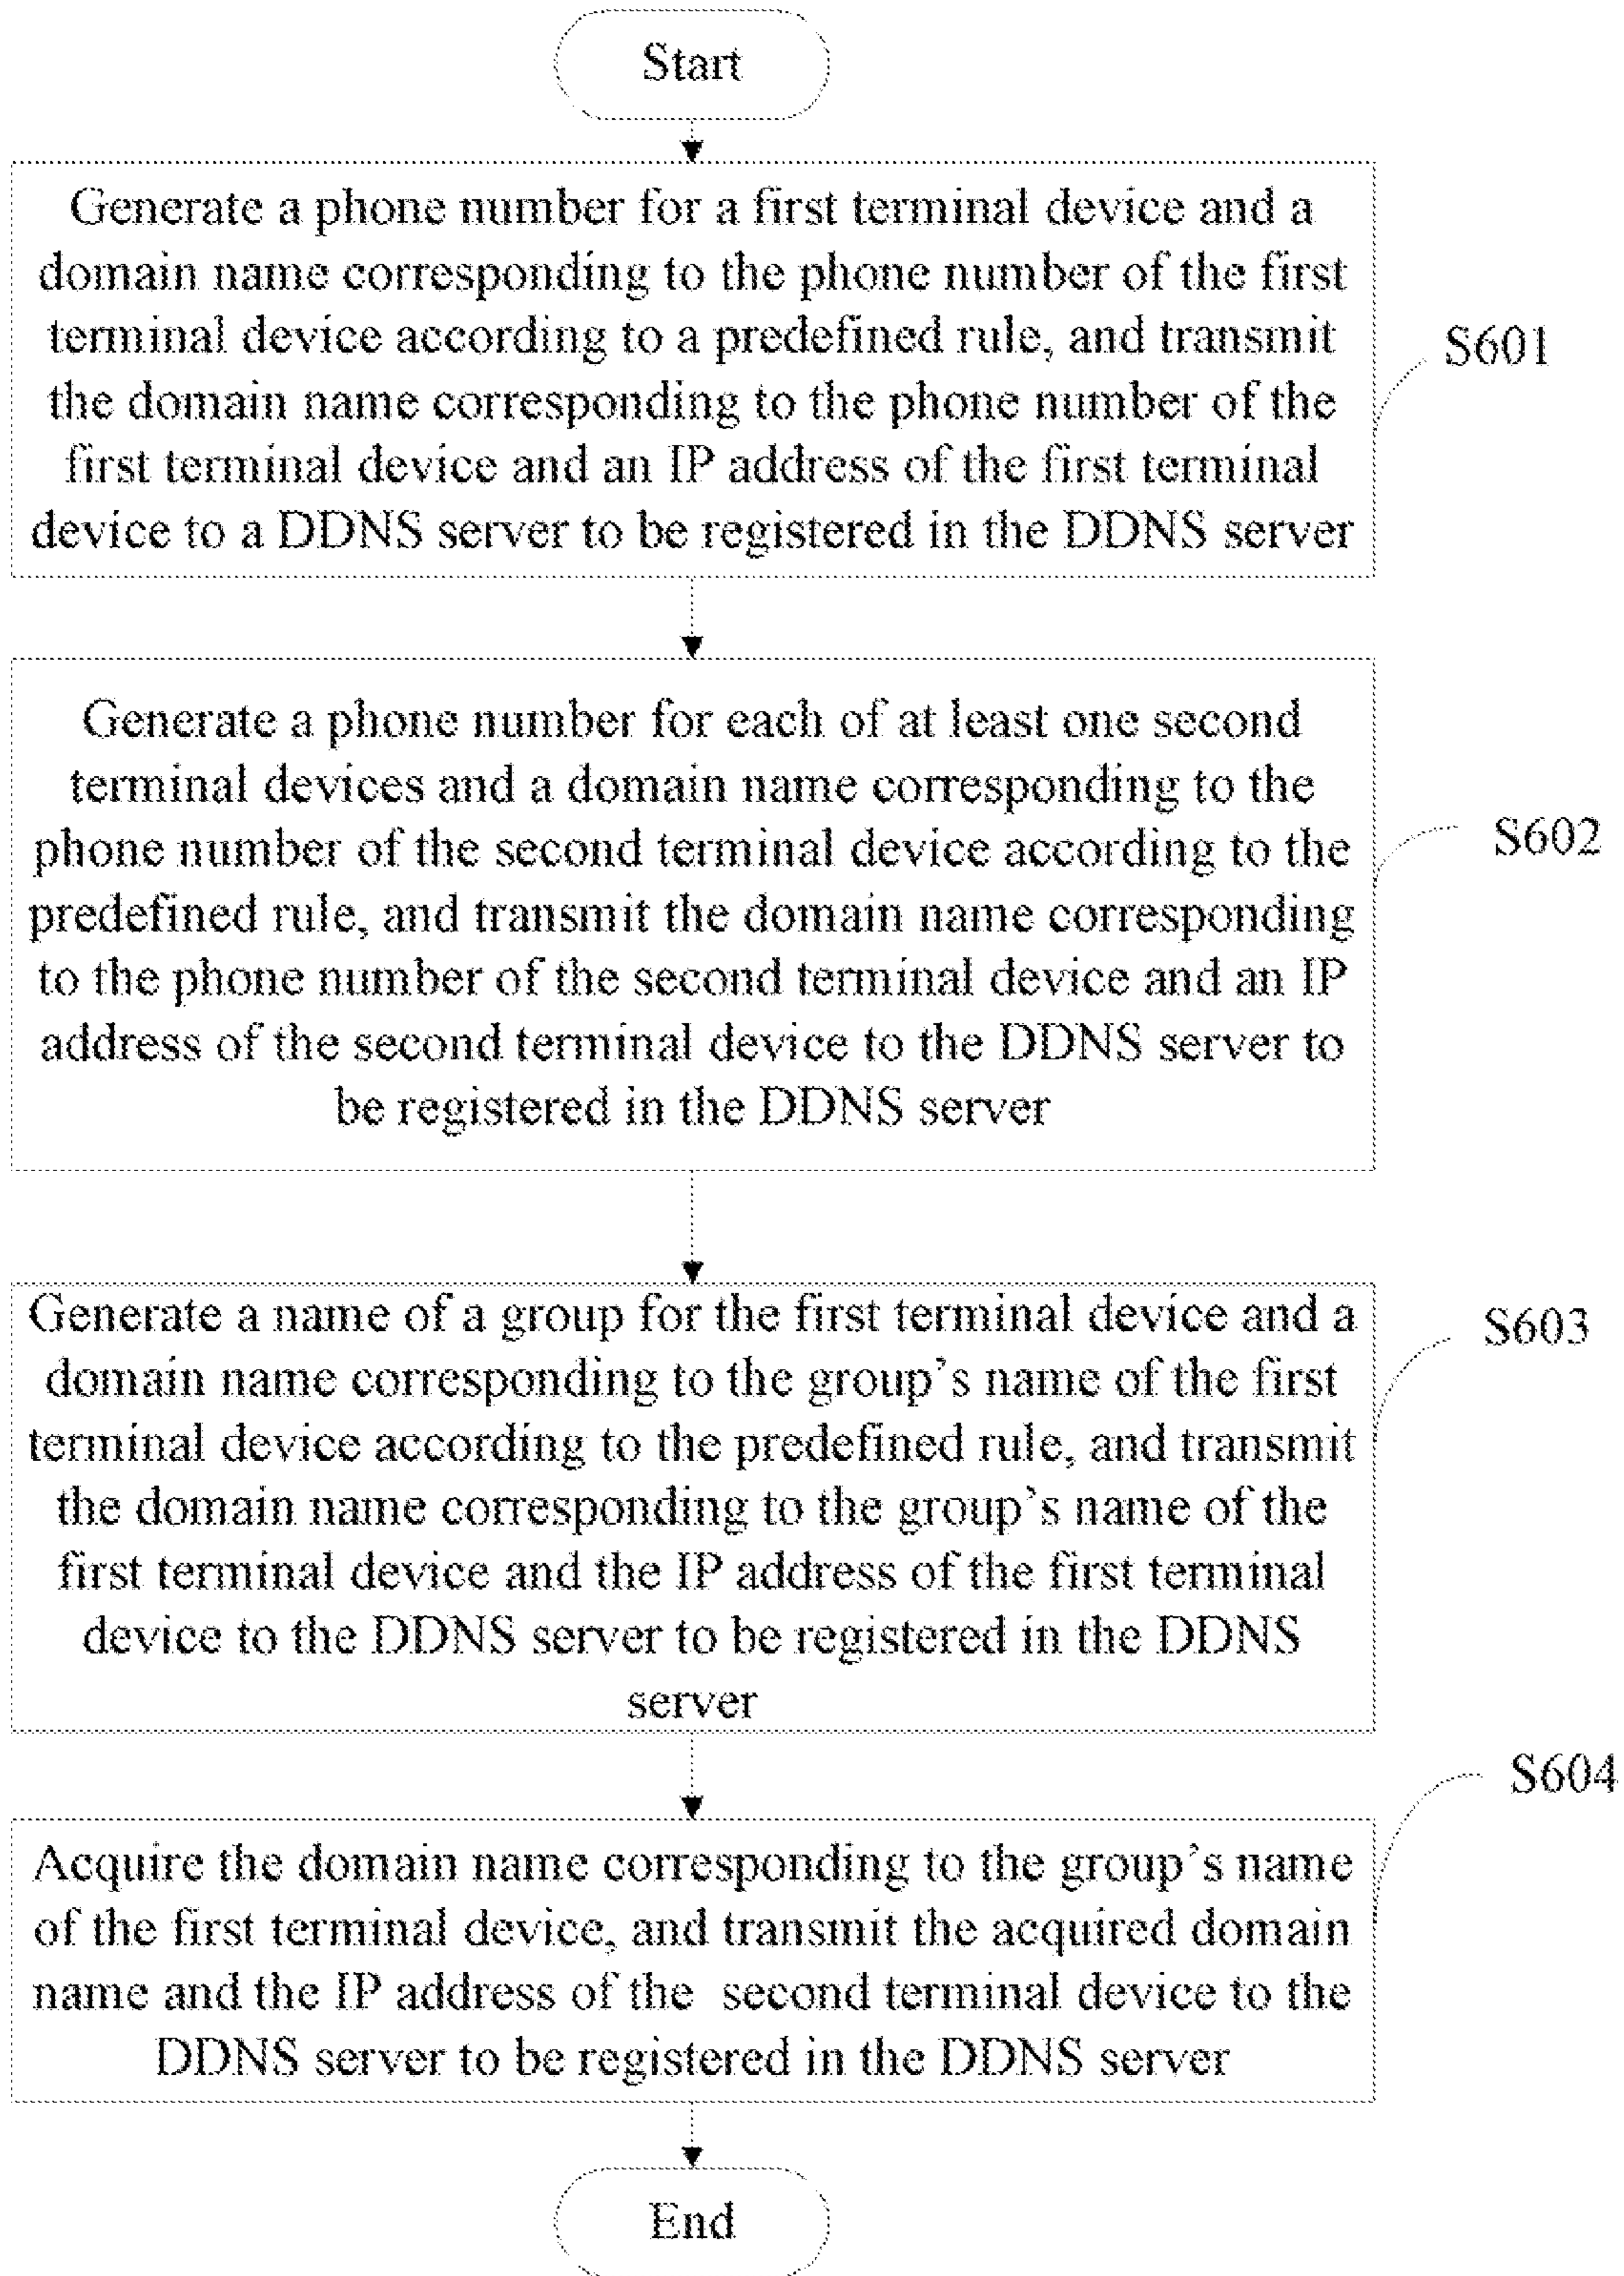 Start
Generate a phone number for a first terminal device and a
domain name corresponding to the phone number of the first
terminal device according to a predefined rule, and transmit
the domain name corresponding to the phone number of the
first terminal device and an IP address of the first terminal
device to a DDNS server to be registered in the DDNS server
S601
Generate a phone number for each of at least one second
terminal devices and a domain name corresponding to the
phone number of the second terminal device according to the
predefined rule, and transmit the domain name corresponding
to the phone number of the second terminal device and an IP
address of the second terminal device to the DDNS server to
be registered in the DDNS server
S602
Generate a name of a group for the first terminal device and a
domain name corresponding to the group's name of the first
terminal device according to the predefined rule, and transmit
the domain name corresponding to the group's name of the
first terminal device and the IP address of the first terminal
device to the DDNS server to be registered in the DDNS
server
S603
Acquire the domain name corresponding to the group's name
of the first terminal device, and transmit the acquired domain
name and the IP address of the second terminal device to the
DDNS server to be registered in the DDNS server
S604
End